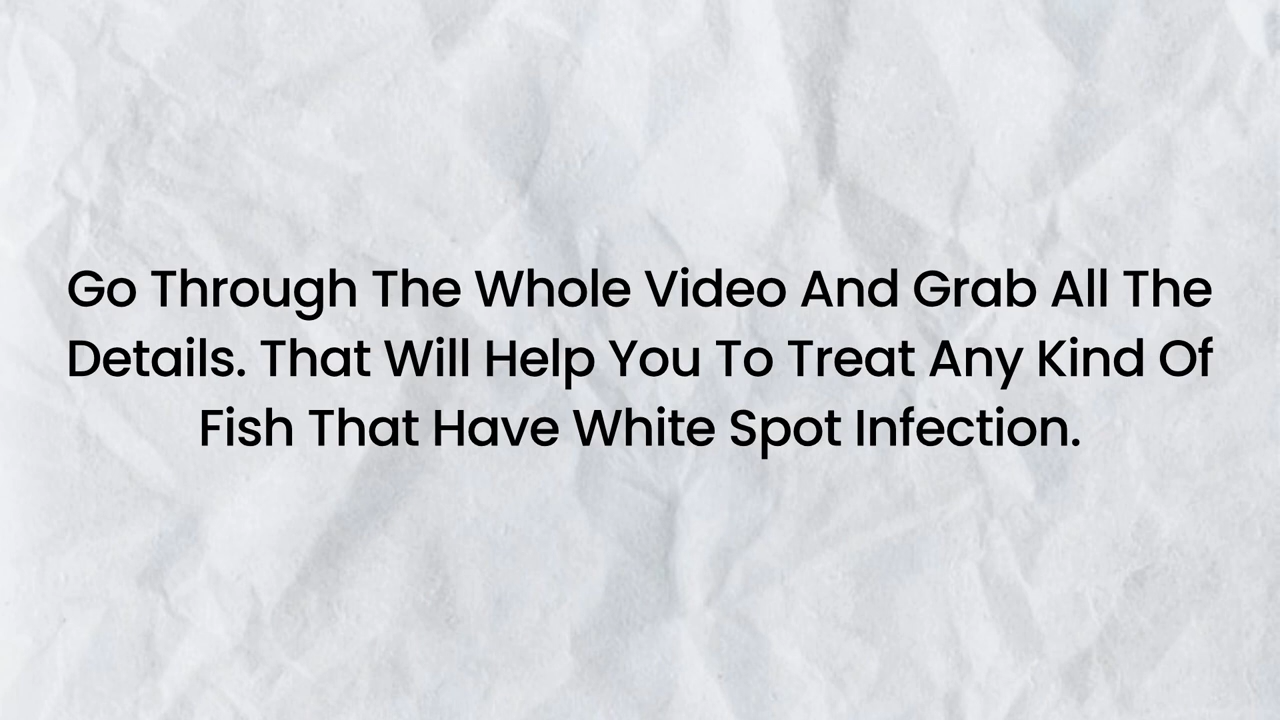 Go Through The Whole Video And Grab All The
Details. That Will Help You To Treat Any Kind Of
Fish That Have White Spot Infection.